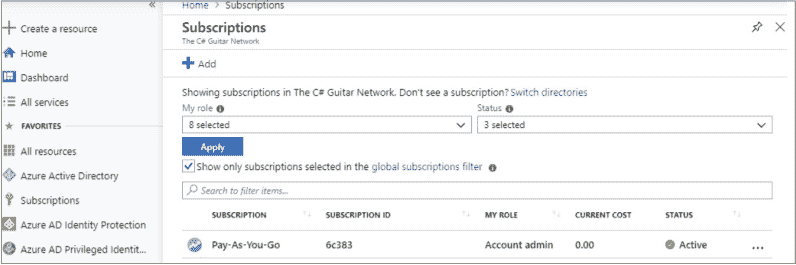 «
Home > Subscriptions
Create a resource
Home
Dashboard
All services
FAVORITES
All resources
Azure Active Directory
Subscriptions
Azure AD Identity Protection
Azure AD Privileged Identit...
Subscriptions
The C# Guitar Network
Add
Showing subscriptions in The C# Guitar Network. Don't see a subscription? Switch directories
My role
Status
8 selected
3 selected
Apply
Show only subscriptions selected in the global subscriptions filter
Search to filter items...
SUBSCRIPTION SUBSCRIPTION ID MY ROLE CURRENT COST STATUS
Pay-As-You-Go 6c383 Account admin 0.00 Active ...